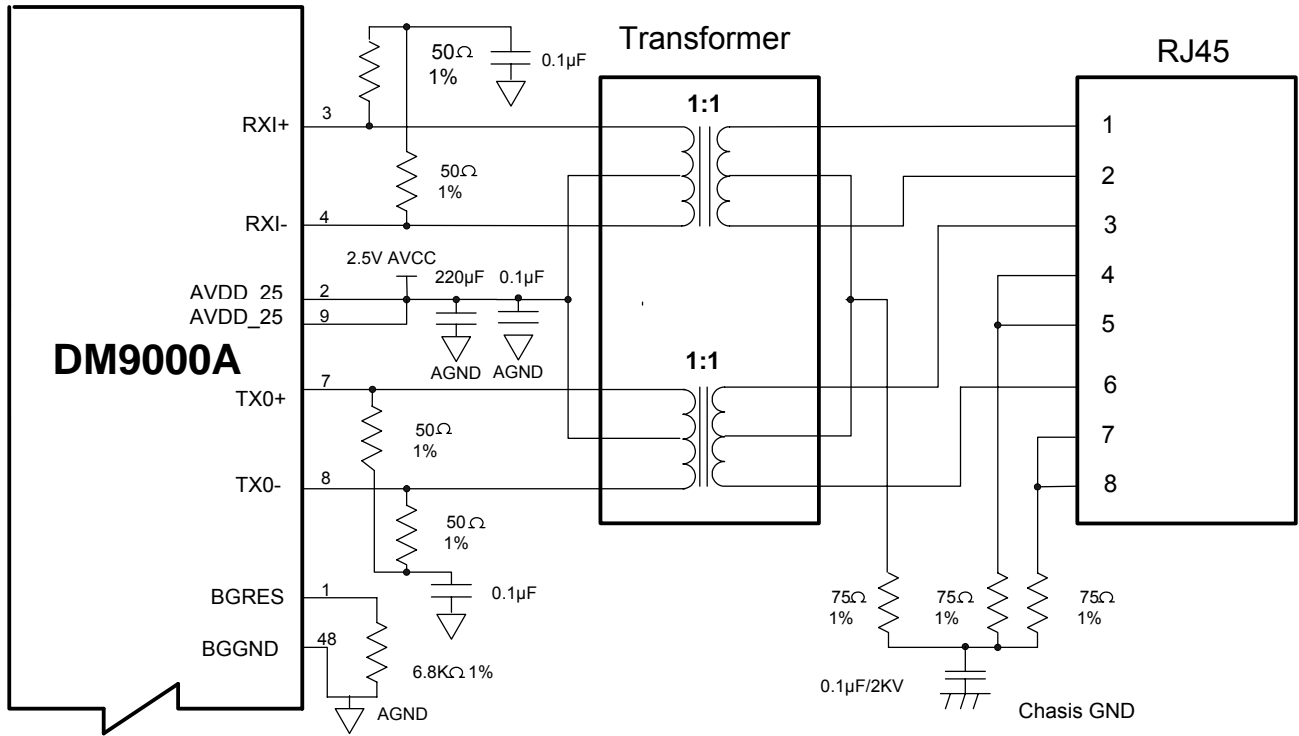 Transformer
RJ45
50Ω
1%
0.1µF
1:1
RXI+
3
1
50Ω
1%
2
RXI-
4
3
2.5V AVCC
220µF
0.1µF
4
AVDD_25
2
AVDD_25
9
5
DM9000A
AGND
AGND
1:1
TX0+
7
6
50Ω
1%
7
TX0-
8
8
50Ω
1%
BGRES
1
0.1µF
75Ω
1%
75Ω
1%
75Ω
1%
BGGND
48
6.8KΩ 1%
AGND
0.1µF/2KV
Chasis GND